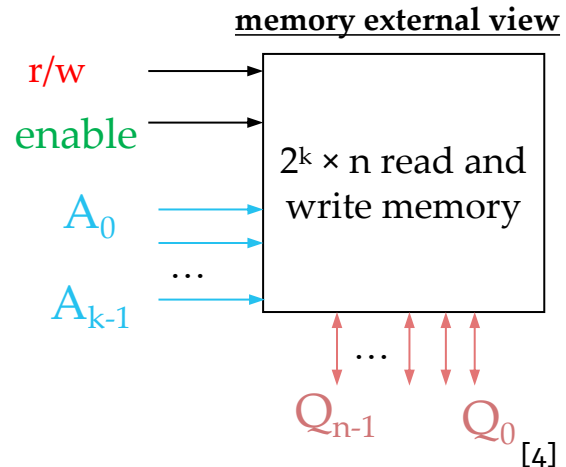 memory external view
r/w
enable
2ᵏ × n read and
write memory
A₀
...
Aₖ₋₁
...
Qₙ₋₁
Q₀
[4]